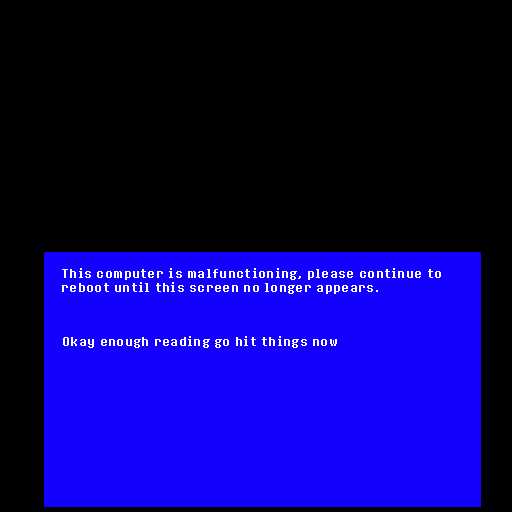 This computer is malfunctioning, please continue to
reboot until this screen no longer appears.
Okay enough reading go hit things now